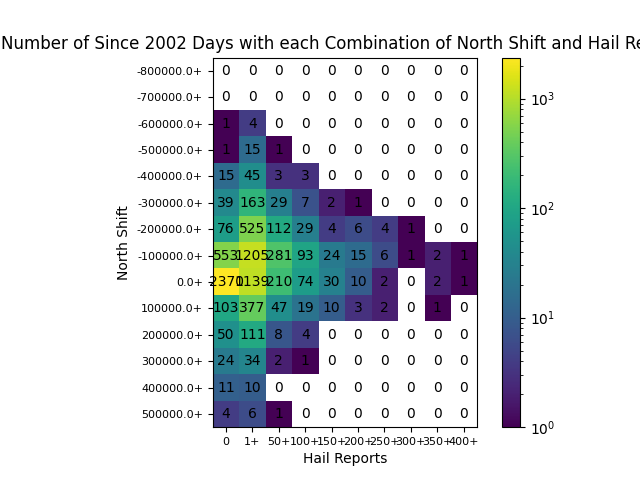 Number of Since 2002 Days with each Combination of North Shift and Hail Re
-800000.0+ 0 0 0 0 0 0 0 0 0 0
-700000.0+ 0 0 0 0 0 0 0 0 0 0
-600000.0+ 1 4 0 0 0 0 0 0 0 0
-500000.0+ 1 15 1 0 0 0 0 0 0 0
-400000.0+ 15 45 3 3 0 0 0 0 0 0
-300000.0+ 39 163 29 7 2 1 0 0 0 0
-200000.0+ 76 525 112 29 4 6 4 1 0 0
-100000.0+ 553 1205 281 93 24 15 6 1 2 1
0.0+ 2370 1139 210 74 30 10 2 0 2 1
100000.0+ 103 377 47 19 10 3 2 0 1 0
200000.0+ 50 111 8 4 0 0 0 0 0 0
300000.0+ 24 34 2 1 0 0 0 0 0 0
400000.0+ 11 10 0 0 0 0 0 0 0 0
500000.0+ 4 6 1 0 0 0 0 0 0 0
0 1+ 50+ 100+ 150+ 200+ 250+ 300+ 350+ 400+
Hail Reports
North Shift
10³
10²
10¹
10⁰